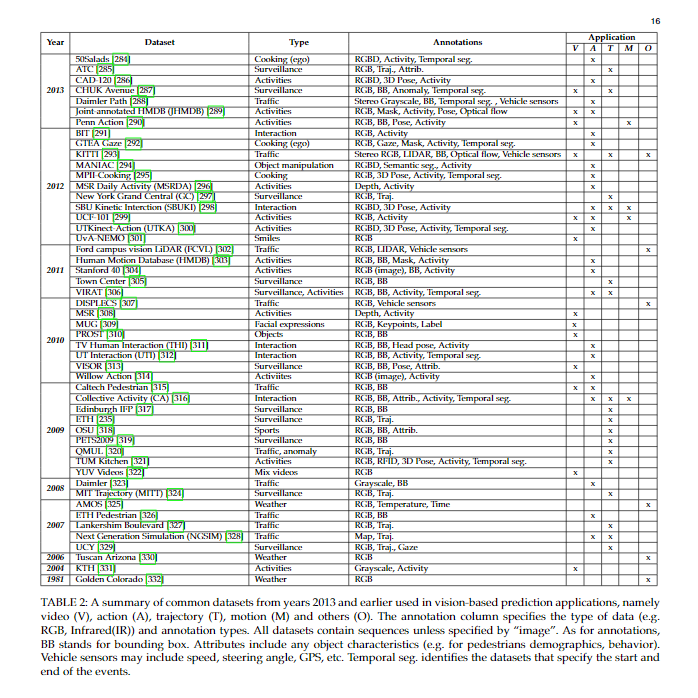 16
Year Dataset Type Annotations Application
V A T M O
2013
50Salads [284] Cooking (ego) RGBD, Activity, Temporal seg. x
ATC [285] Surveillance RGB, Traj., Attrib. x
CAD-120 [286] Activities RGBD, 3D Pose, Activity x
CHUK Avenue [287] Surveillance RGB, BB, Anomaly, Temporal seg. x x
Daimler Path [288] Traffic Stereo Grayscale, BB, Temporal seg. , Vehicle sensors x
Joint-annotated HMDB (JHMDB) [289] Activities RGB, Mask, Activity, Pose, Optical flow x x
Penn Action [290] Activities RGB, BB, Pose, Activity x x
2012
BIT [291] Interaction RGB, Activity x
GTEA Gaze [292] Cooking (ego) RGB, Gaze, Mask, Activity, Temporal seg. x
KITTI [293] Traffic Stereo RGB, LIDAR, BB, Optical flow, Vehicle sensors x x x
MANIAC [294] Object manipulation RGBD, Semantic seg., Activity x
MPII-Cooking [295] Cooking RGB, 3D Pose, Activity, Temporal seg. x
MSR Daily Activity (MSRDA) [296] Activities Depth, Activity x
New York Grand Central (GC) [297] Surveillance RGB, Traj. x
SBU Kinetic Interction (SBUKI) [298] Interaction RGBD, 3D Pose, Activity x x x
UCF-101 [299] Activities RGB, Activity x x x
UTKinect-Action (UTKA) [300] Activities RGBD, 3D Pose, Activity, Temporal seg. x
UvA-NEMO [301] Smiles RGB x
2011
Ford campus vision LiDAR (FCVL) [302] Traffic RGB, LIDAR, Vehicle sensors x
Human Motion Database (HMDB) [303] Activities RGB, BB, Mask, Activity x
Stanford 40 [304] Activities RGB (image), BB, Activity x
Town Center [305] Surveillance RGB, BB x
VIRAT [306] Surveillance, Activities RGB, BB, Activity, Temporal seg. x x
2010
DISPLECS [307] Traffic RGB, Vehicle sensors x
MSR [308] Activities Depth, Activity x
MUG [309] Facial expressions RGB, Keypoints, Label x
PROST [310] Objects RGB, BB x
TV Human Interaction (THI) [311] Interaction RGB, BB, Head pose, Activity x
UT Interaction (UTI) [312] Interaction RGB, BB, Activity, Temporal seg. x
VISOR [313] Surveillance RGB, BB, Pose, Attrib. x
Willow Action [314] Activiites RGB (image), Activity x
2009
Caltech Pedestrian [315] Traffic RGB, BB x x
Collective Activity (CA) [316] Interaction RGB, BB, Attrib., Activity, Temporal seg. x x x
Edinburgh IFP [317] Surveillance RGB, BB x
ETH [235] Surveillance RGB, Traj. x
OSU [318] Sports RGB, BB, Attrib. x
PETS2009 [319] Surveillance RGB, BB x
QMUL [320] Traffic, anomaly RGB, Traj. x
TUM Kitchen [321] Activities RGB, RFID, 3D Pose, Activity, Temporal seg. x
YUV Videos [322] Mix videos RGB x
2008
Daimler [323] Traffic Grayscale, BB x
MIT Trajectory (MITT) [324] Surveillance RGB, Traj. x
2007
AMOS [325] Weather RGB, Temperature, Time x
ETH Pedestrian [326] Traffic RGB, BB x
Lankershim Boulevard [327] Traffic RGB, Traj. x
Next Generation Simulation (NGSIM) [328] Traffic Map, Traj. x x
UCY [329] Surveillance RGB, Traj., Gaze x
2006 Tuscan Arizona [330] Weather RGB x
2004 KTH [331] Activities Grayscale, Activity x
1981 Golden Colorado [332] Weather RGB x
TABLE 2: A summary of common datasets from years 2013 and earlier used in vision-based prediction applications, namely
video (V), action (A), trajectory (T), motion (M) and others (O). The annotation column specifies the type of data (e.g.
RGB, Infrared(IR)) and annotation types. All datasets contain sequences unless specified by “image”. As for annotations,
BB stands for bounding box. Attributes include any object characteristics (e.g. for pedestrians demographics, behavior).
Vehicle sensors may include speed, steering angle, GPS, etc. Temporal seg. identifies the datasets that specify the start and
end of the events.